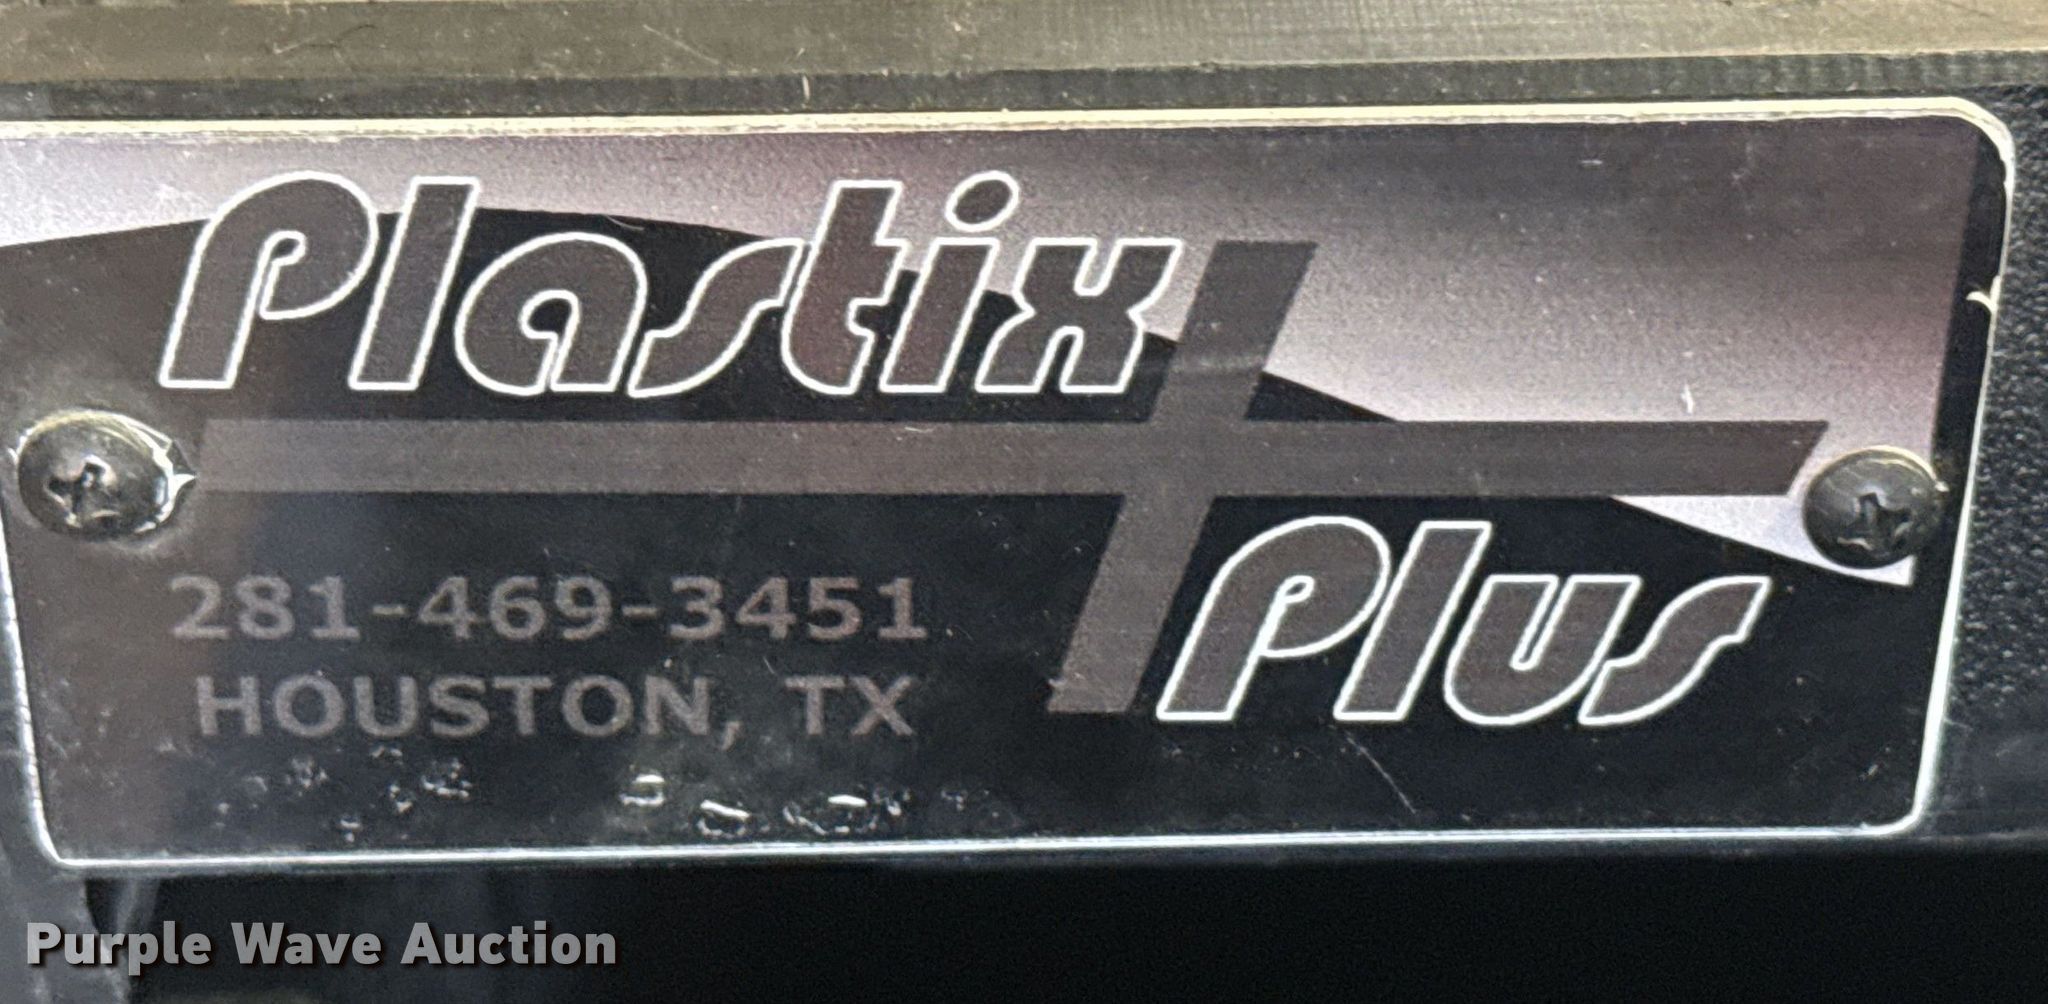 Plastix
Plus
281-469-3451
HOUSTON, TX
Purple Wave Auction